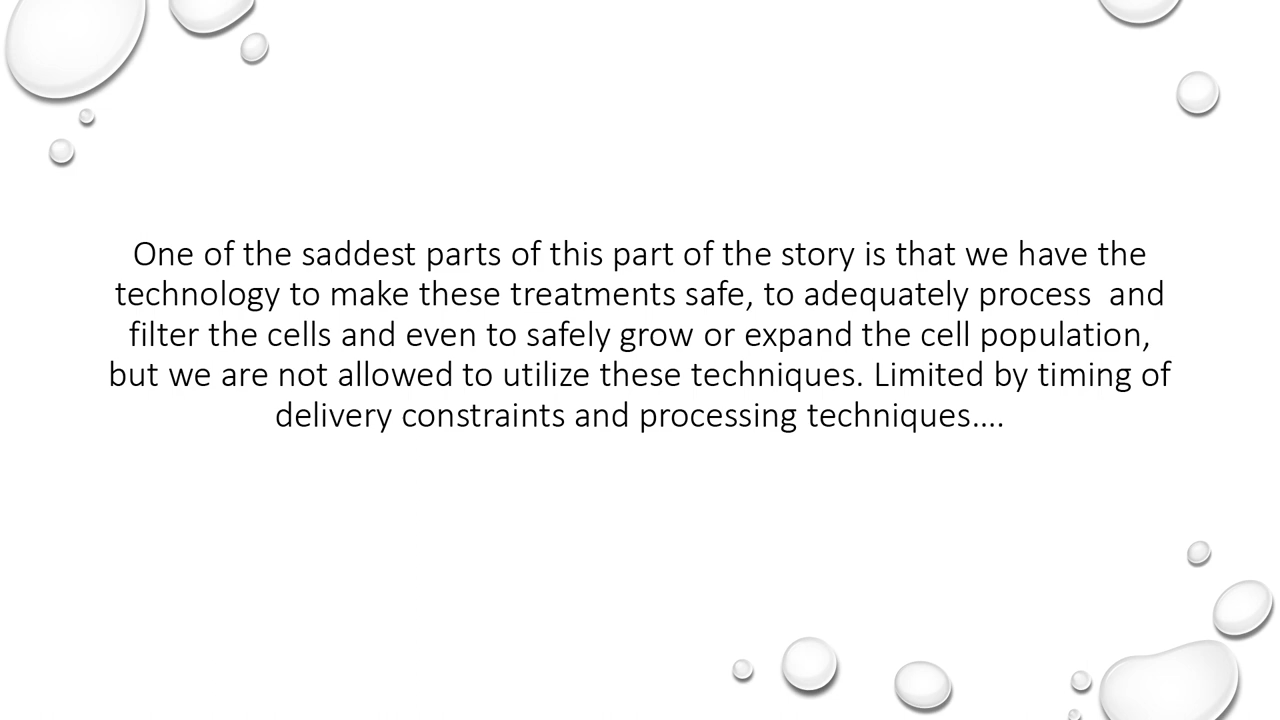 One of the saddest parts of this part of the story is that we have the
technology to make these treatments safe, to adequately process  and
filter the cells and even to safely grow or expand the cell population,
but we are not allowed to utilize these techniques. Limited by timing of
delivery constraints and processing techniques....